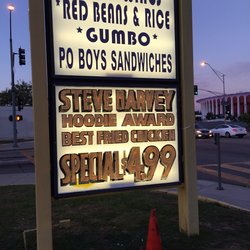 *RED BEANS & RICE
*GUMBO*
PO BOYS SANDWICHES
STEVE HARVEY
HOODIE AWARD
BEST FRIED CHICKEN
SPECIAL $4.99